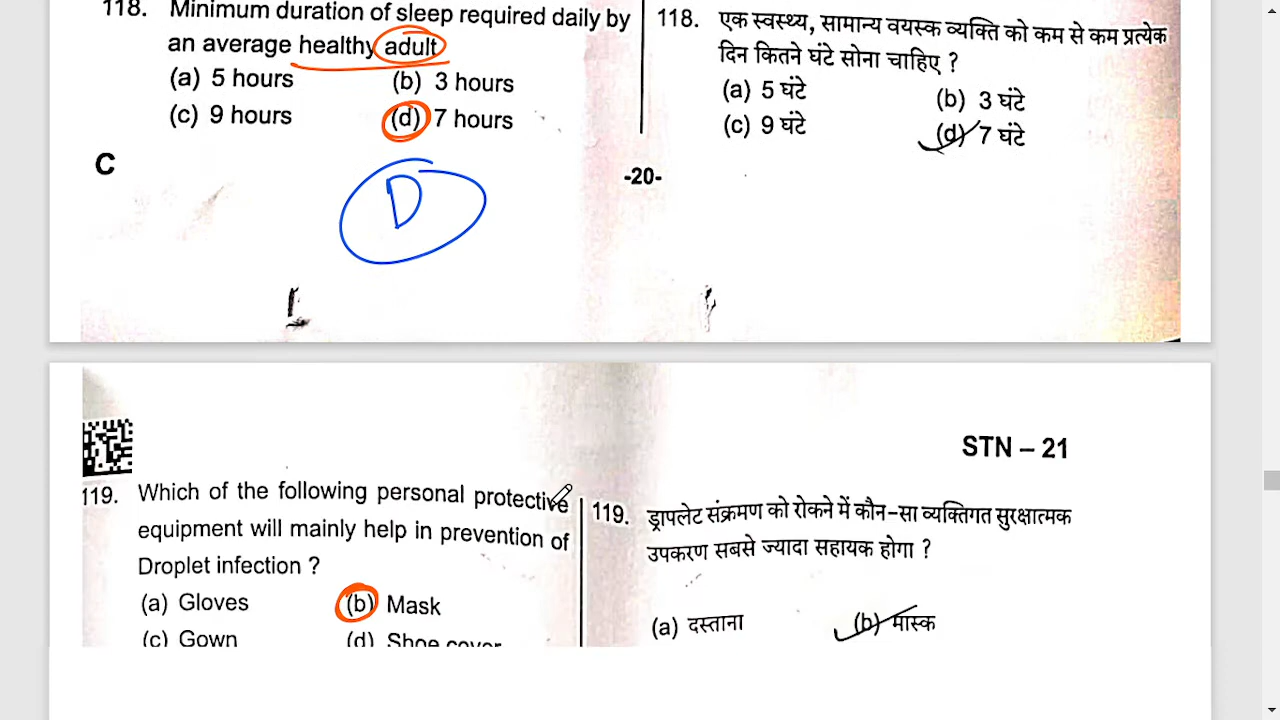 118. Minimum duration of sleep required daily by
an average healthy adult
(a) 5 hours (b) 3 hours
(c) 9 hours (d) 7 hours
118. एक स्वस्थ्य, सामान्य वयस्क व्यक्ति को कम से कम प्रत्येक
दिन कितने घंटे सोना चाहिए ?
(a) 5 घंटे (b) 3 घंटे
(c) 9 घंटे (d) 7 घंटे
C
D
-20-
STN – 21
119. Which of the following personal protective
equipment will mainly help in prevention of
Droplet infection ?
(a) Gloves (b) Mask
(c) Gown (d) Shoe cover
119. ड्रापलेट संक्रमण को रोकने में कौन-सा व्यक्तिगत सुरक्षात्मक
उपकरण सबसे ज्यादा सहायक होगा ?
(a) दस्ताना (b) मास्क